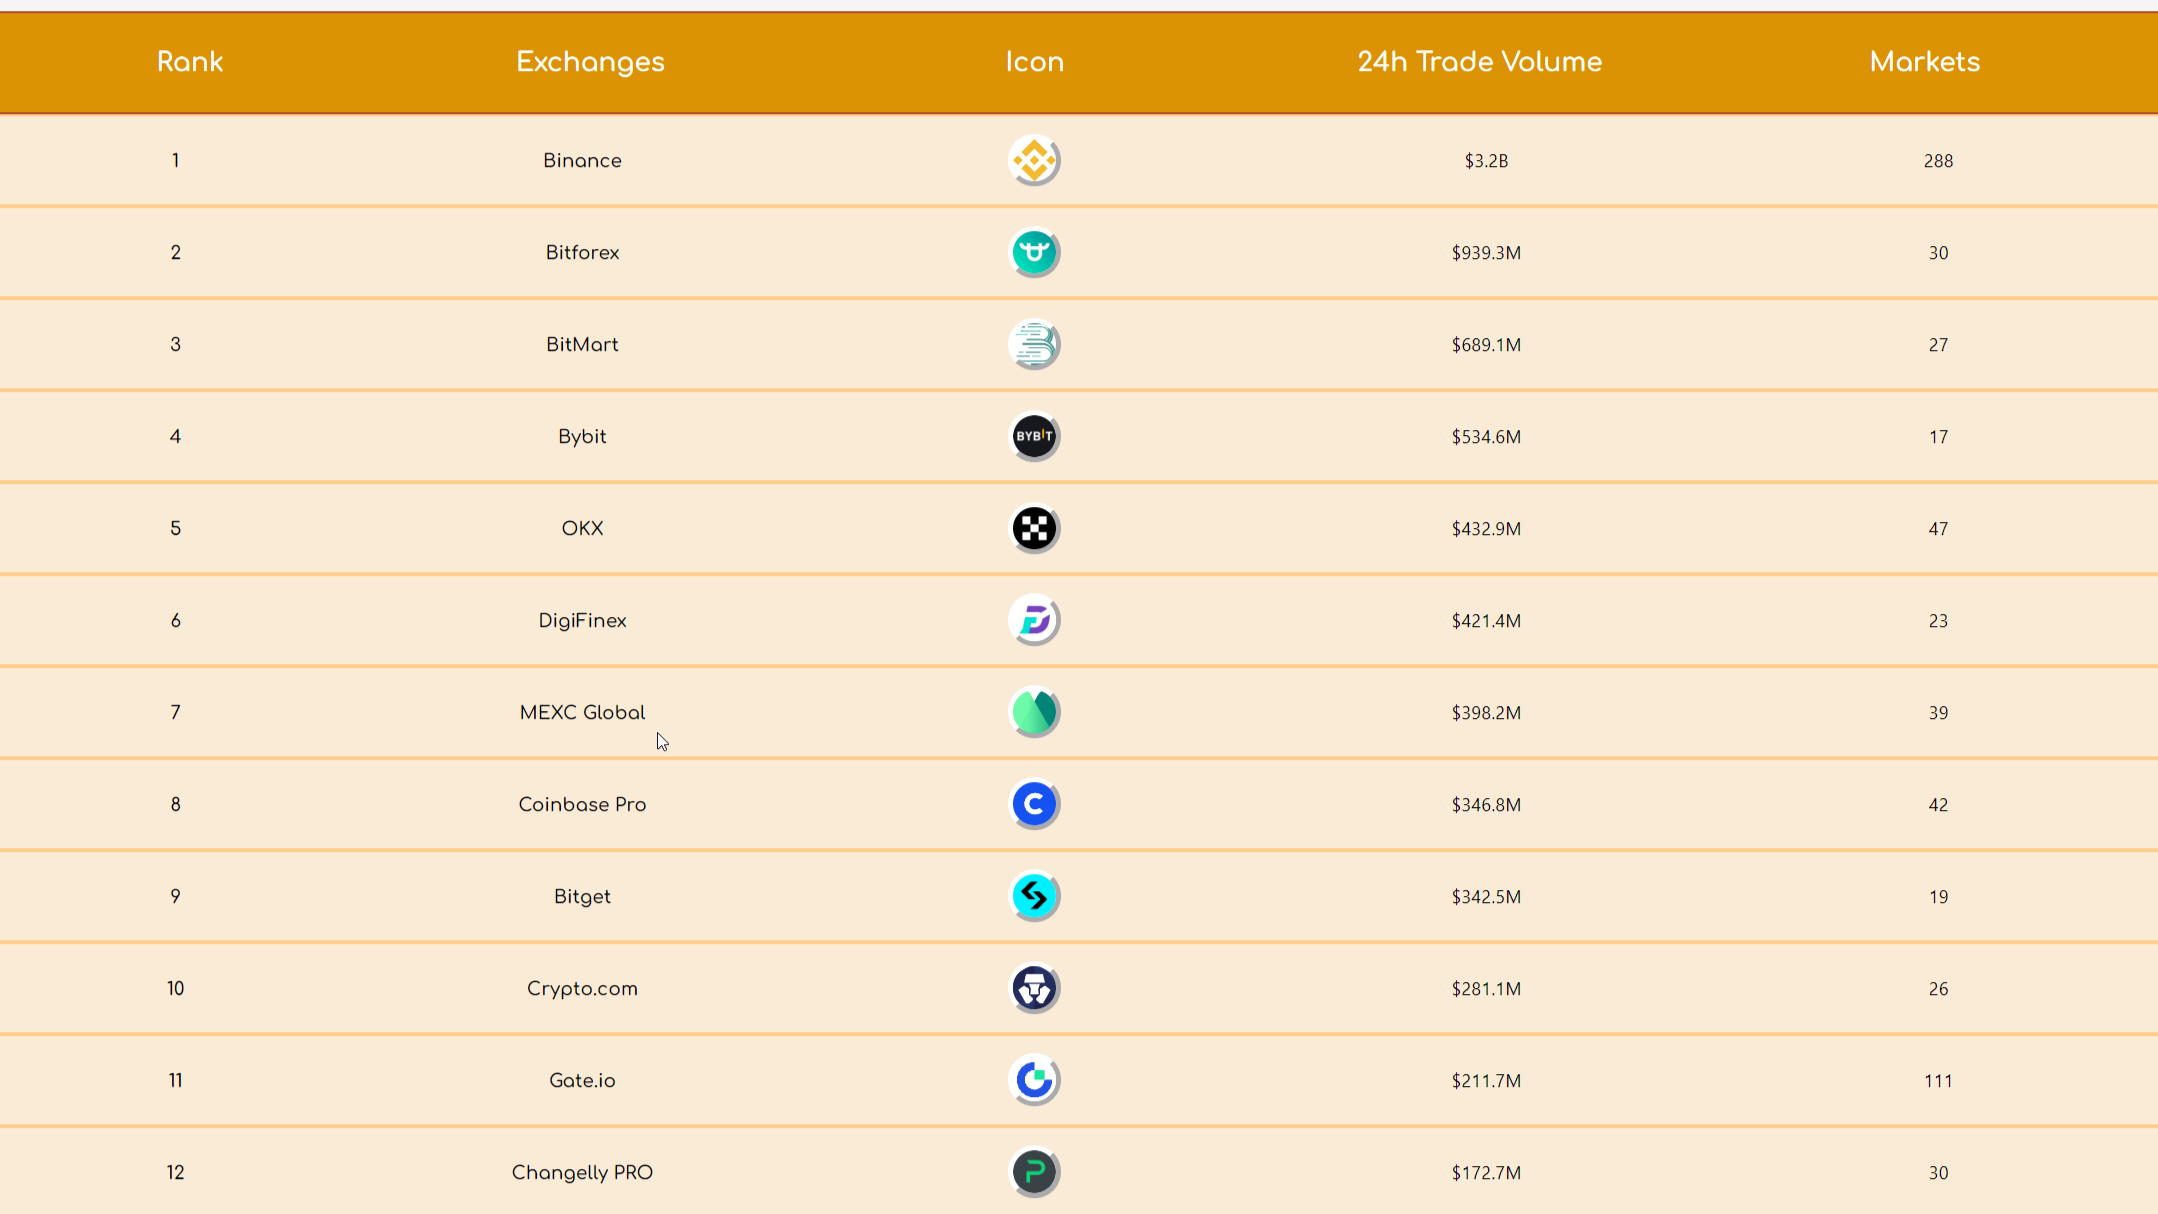 Rank Exchanges Icon 24h Trade Volume Markets
1 Binance $3.2B 288
2 Bitforex $939.3M 30
3 BitMart $689.1M 27
4 Bybit BYBIT $534.6M 17
5 OKX $432.9M 47
6 DigiFinex $421.4M 23
7 MEXC Global $398.2M 39
8 Coinbase Pro $346.8M 42
9 Bitget $342.5M 19
10 Crypto.com $281.1M 26
11 Gate.io $211.7M 111
12 Changelly PRO $172.7M 30